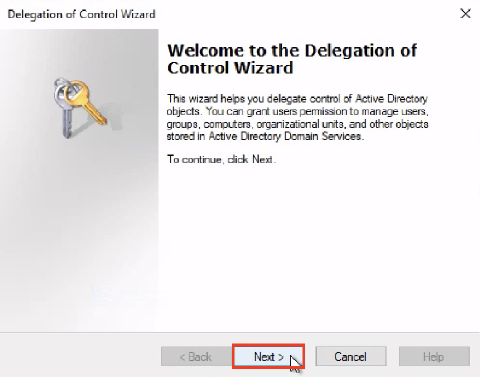 Delegation of Control Wizard
Welcome to the Delegation of
Control Wizard
This wizard helps you delegate control of Active Directory
objects. You can grant users permission to manage users,
groups, computers, organizational units, and other objects
stored in Active Directory Domain Services.
To continue, click Next.
< Back Next > Cancel Help